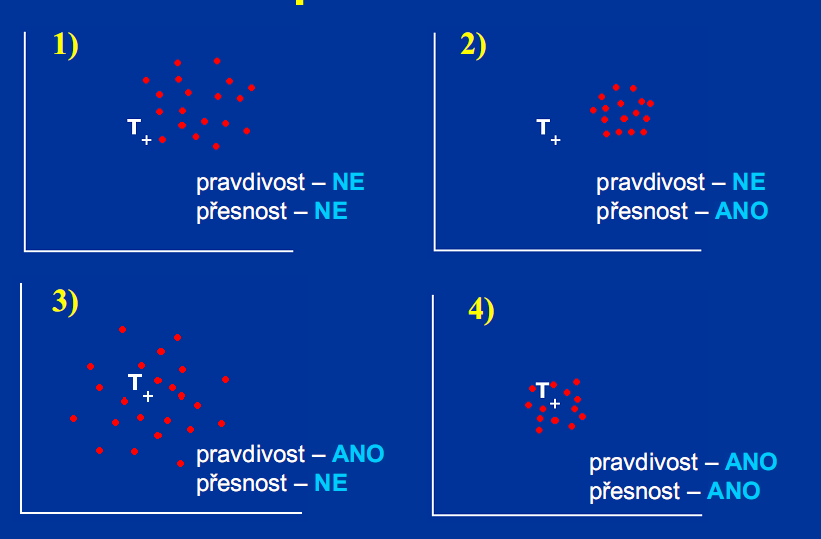 1)
T
+
pravdivost – NE
přesnost – NE
2)
T
+
pravdivost – NE
přesnost – ANO
3)
T
+
pravdivost – ANO
přesnost – NE
4)
T
+
pravdivost – ANO
přesnost – ANO